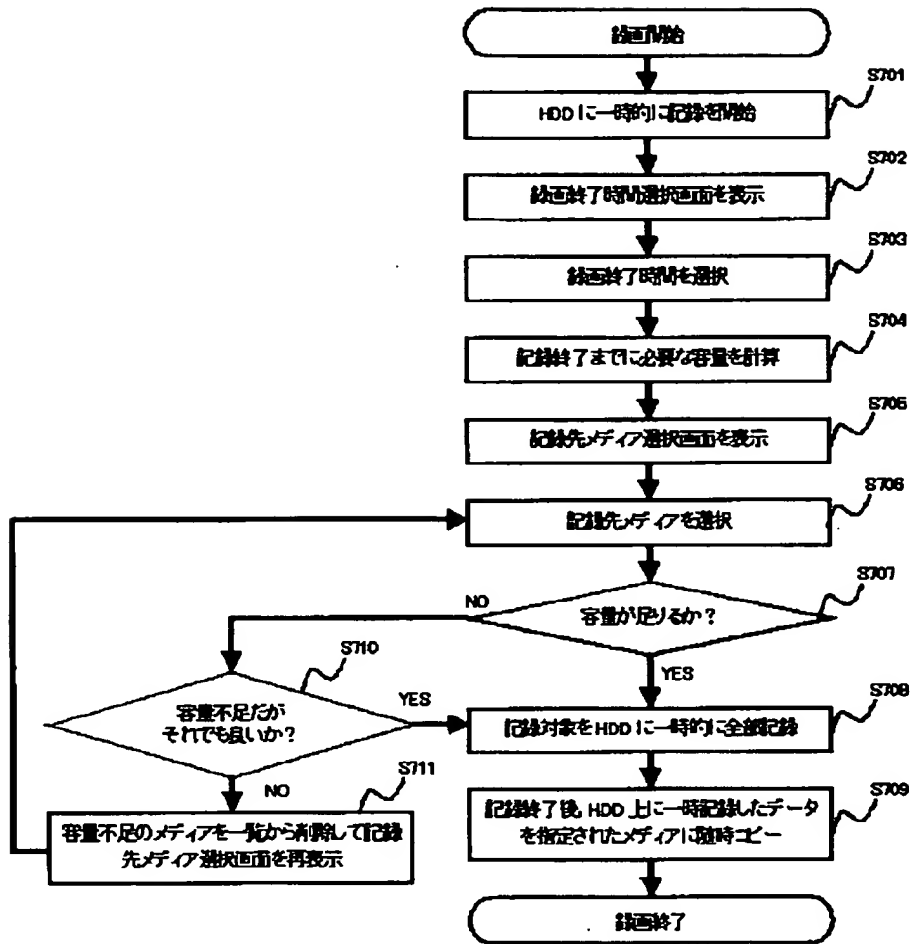 録画開始
S701
HDDに一時的に記録を開始
S702
録画終了時間選択画面を表示
S703
録画終了時間を選択
S704
記録終了までに必要な容量を計算
S705
記録先メディア選択画面を表示
S706
記録先メディアを選択
S707
容量が足りるか？
NO
YES
S710
容量不足だが
それでも良いか？
YES
NO
S708
記録対象をHDDに一時的に全部記録
S711
容量不足のメディアを一覧から削除して記録
先メディア選択画面を再表示
S709
記録終了後、HDD上に一時記録したデータ
を指定されたメディアに随時コピー
録画終了